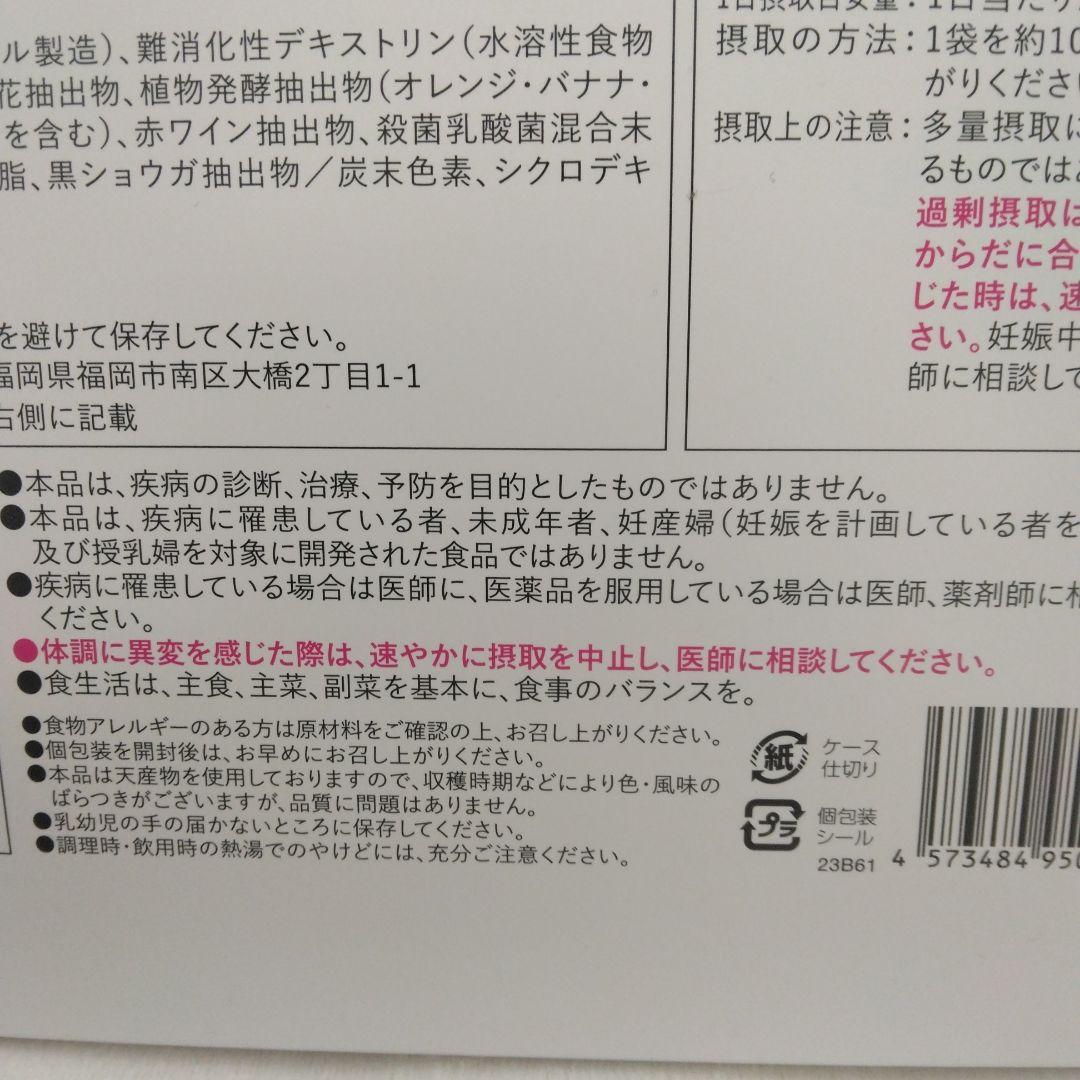 ル製造)、難消化性デキストリン(水溶性食物
花抽出物、植物発酵抽出物(オレンジ・バナナ・
を含む)、赤ワイン抽出物、殺菌乳酸菌混合末
脂、黒ショウガ抽出物/炭末色素、シクロデキ
を避けて保存してください。
福岡県福岡市南区大橋2丁目1-1
右側に記載
1日摂取目安量:1日当たり
摂取の方法:1袋を約10
がりくださ
摂取上の注意:多量摂取に
るものでは
過剰摂取は
からだに合
じた時は、速
さい。妊娠中
師に相談して
●本品は、疾病の診断、治療、予防を目的としたものではありません。
●本品は、疾病に罹患している者、未成年者、妊産婦(妊娠を計画している者を
及び授乳婦を対象に開発された食品ではありません。
●疾病に罹患している場合は医師に、医薬品を服用している場合は医師、薬剤師に相
ください。
●体調に異変を感じた際は、速やかに摂取を中止し、医師に相談してください。
●食生活は、主食、主菜、副菜を基本に、食事のバランスを。
●食物アレルギーのある方は原材料をご確認の上、お召し上がりください。
●個包装を開封後は、お早めにお召し上がりください。
●本品は天産物を使用しておりますので、収穫時期などにより色・風味の
ばらつきがございますが、品質に問題はありません。
●乳幼児の手の届かないところに保存してください。
●調理時・飲用時の熱湯でのやけどには、充分ご注意ください。
紙
ケース
仕切り
プラ
個包装
シール
23B61
4 573484 950